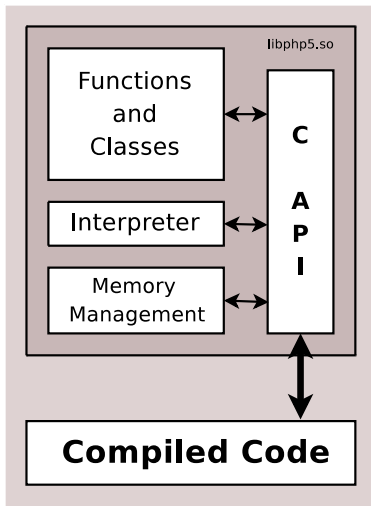 libphp5.so
Functions
and
Classes
Interpreter
Memory
Management
C
A
P
I
Compiled Code